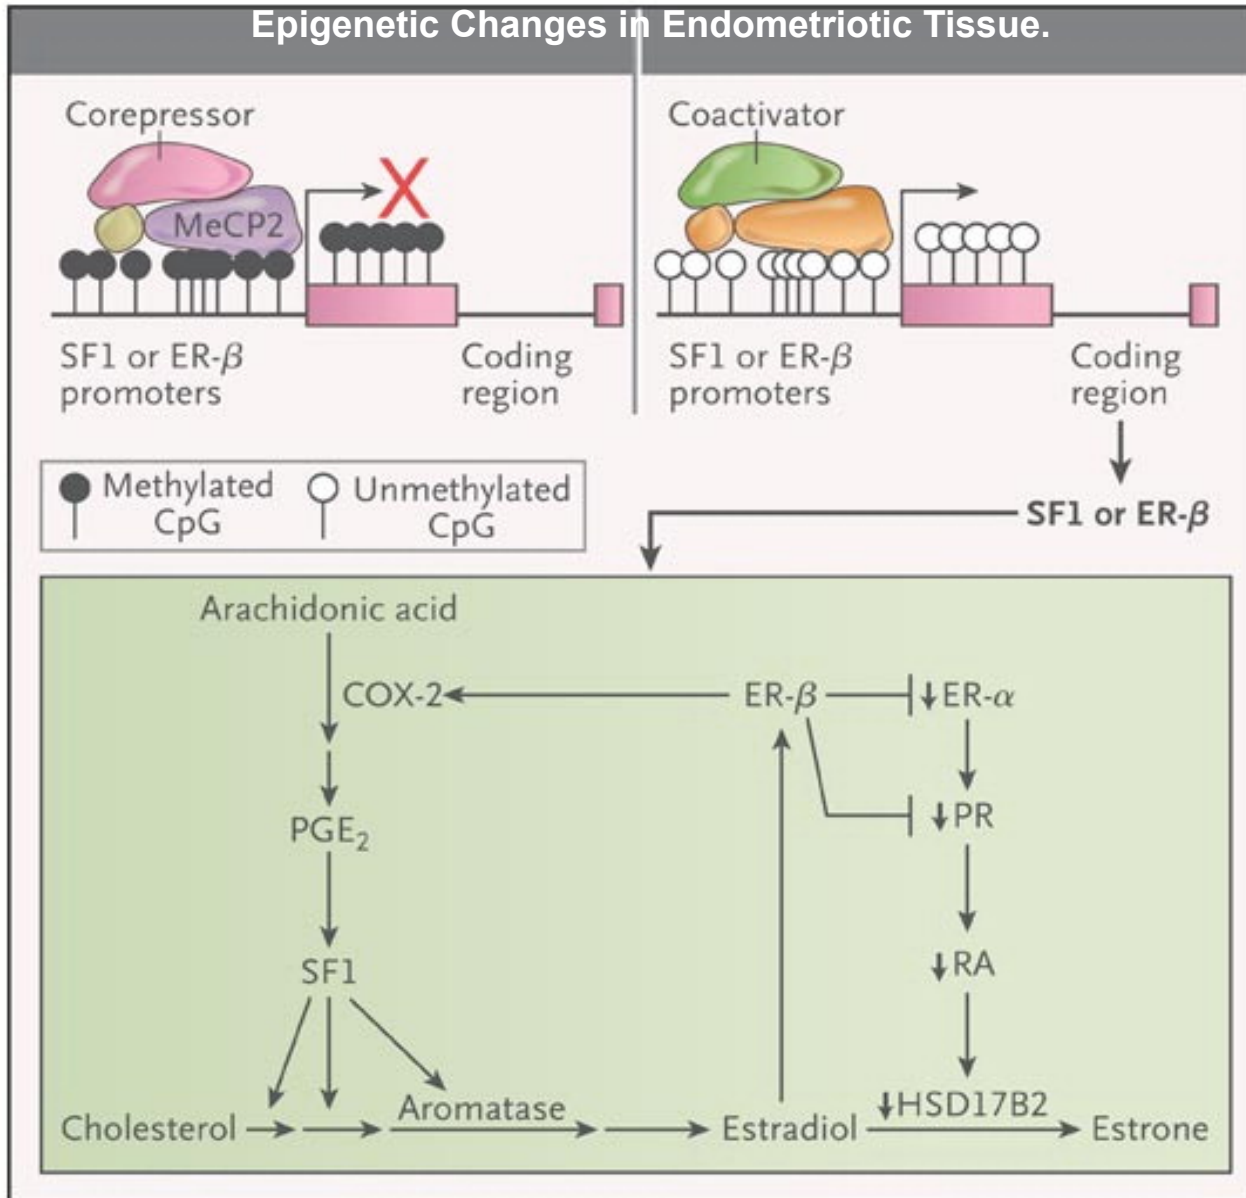 Epigenetic Changes in Endometriotic Tissue.
Corepressor
MeCP2
X
SF1 or ER-β
promoters
Coding
region
Coactivator
SF1 or ER-β
promoters
Coding
region
Methylated
CpG
Unmethylated
CpG
SF1 or ER-β
Arachidonic acid
COX-2
ER-β
↓ER-α
PGE₂
↓PR
SF1
↓RA
Cholesterol
Aromatase
Estradiol
↓HSD17B2
Estrone